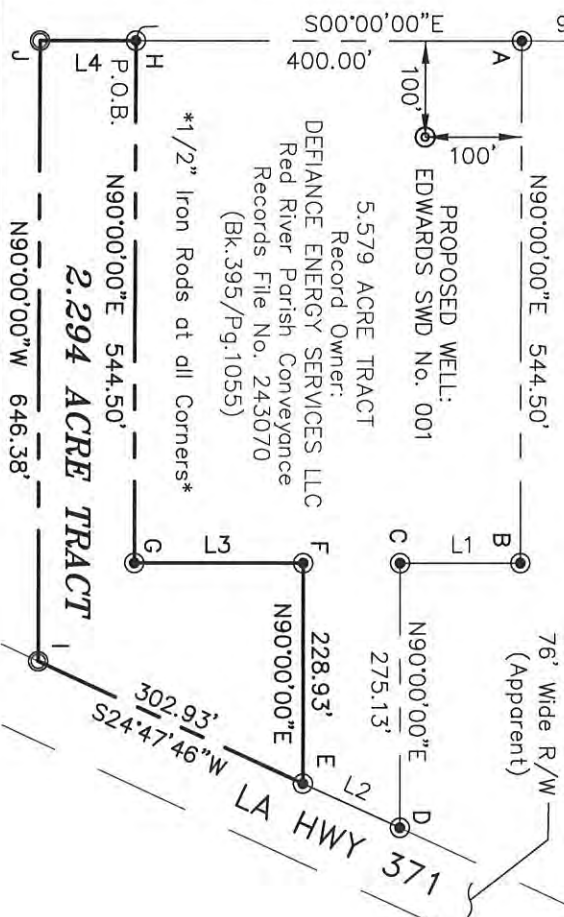 S
S00°00'00"E
400.00'
A
100'
100'
N90°00'00"E 544.50'
B
76' Wide R/W
(Apparent)
PROPOSED WELL:
EDWARDS SWD No. 001
L1
C
N90°00'00"E
275.13'
D
5.579 ACRE TRACT
Record Owner:
DEFIANCE ENERGY SERVICES LLC
Red River Parish Conveyance
Records File No. 243070
(Bk.395/Pg.1055)
*1/2" Iron Rods at all Corners*
F
228.93'
N90°00'00"E
E
L2
LA HWY 371
L3
G
H
P.O.B.
N90°00'00"E 544.50'
2.294 ACRE TRACT
302.93'
S24°47'46"W
L4
J
N90°00'00"W 646.38'
I